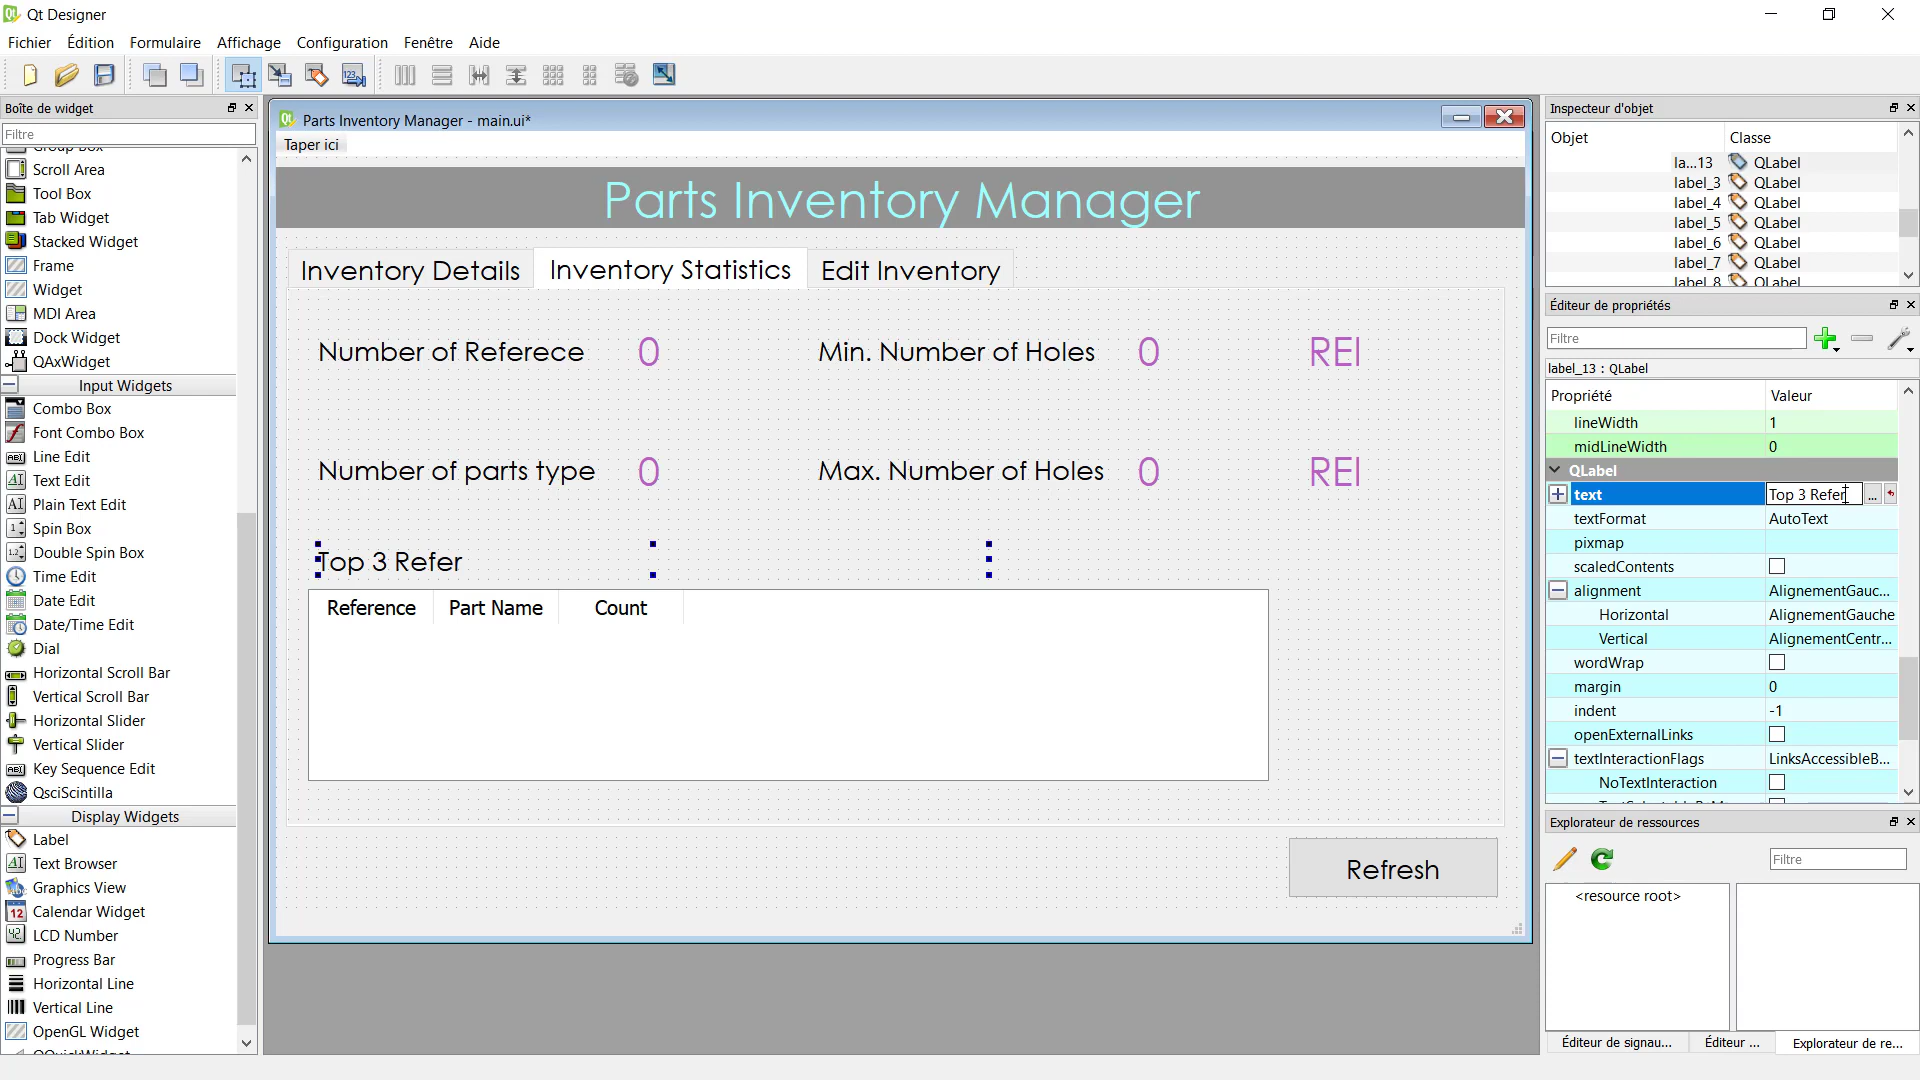 Qt Designer
Fichier Édition Formulaire Affichage Configuration Fenêtre Aide
Boîte de widget
Filtre
Group Box
Scroll Area
Tool Box
Tab Widget
Stacked Widget
Frame
Widget
MDI Area
Dock Widget
QAxWidget
Input Widgets
Combo Box
Font Combo Box
Line Edit
Text Edit
Plain Text Edit
Spin Box
Double Spin Box
Time Edit
Date Edit
Date/Time Edit
Dial
Horizontal Scroll Bar
Vertical Scroll Bar
Horizontal Slider
Vertical Slider
Key Sequence Edit
QsciScintilla
Display Widgets
Label
Text Browser
Graphics View
Calendar Widget
LCD Number
Progress Bar
Horizontal Line
Vertical Line
OpenGL Widget
QQuickWidget
Parts Inventory Manager - main.ui*
Taper ici
Parts Inventory Manager
Inventory Details Inventory Statistics Edit Inventory
Number of Referece 0 Min. Number of Holes 0 REI
Number of parts type 0 Max. Number of Holes 0 REI
Top 3 Refer
Reference Part Name Count
Refresh
Inspecteur d'objet
Objet Classe
la...13 QLabel
label_3 QLabel
label_4 QLabel
label_5 QLabel
label_6 QLabel
label_7 QLabel
label_8 QLabel
Éditeur de propriétés
Filtre
label_13 : QLabel
Propriété Valeur
lineWidth 1
midLineWidth 0
QLabel
text Top 3 Refer ...
textFormat AutoText
pixmap
scaledContents
alignment AlignementGauc...
Horizontal AlignementGauche
Vertical AlignementCentr...
wordWrap
margin 0
indent -1
openExternalLinks
textInteractionFlags LinksAccessibleB...
NoTextInteraction
Explorateur de ressources
Filtre
<resource root>
Éditeur de signau... Éditeur ... Explorateur de re...